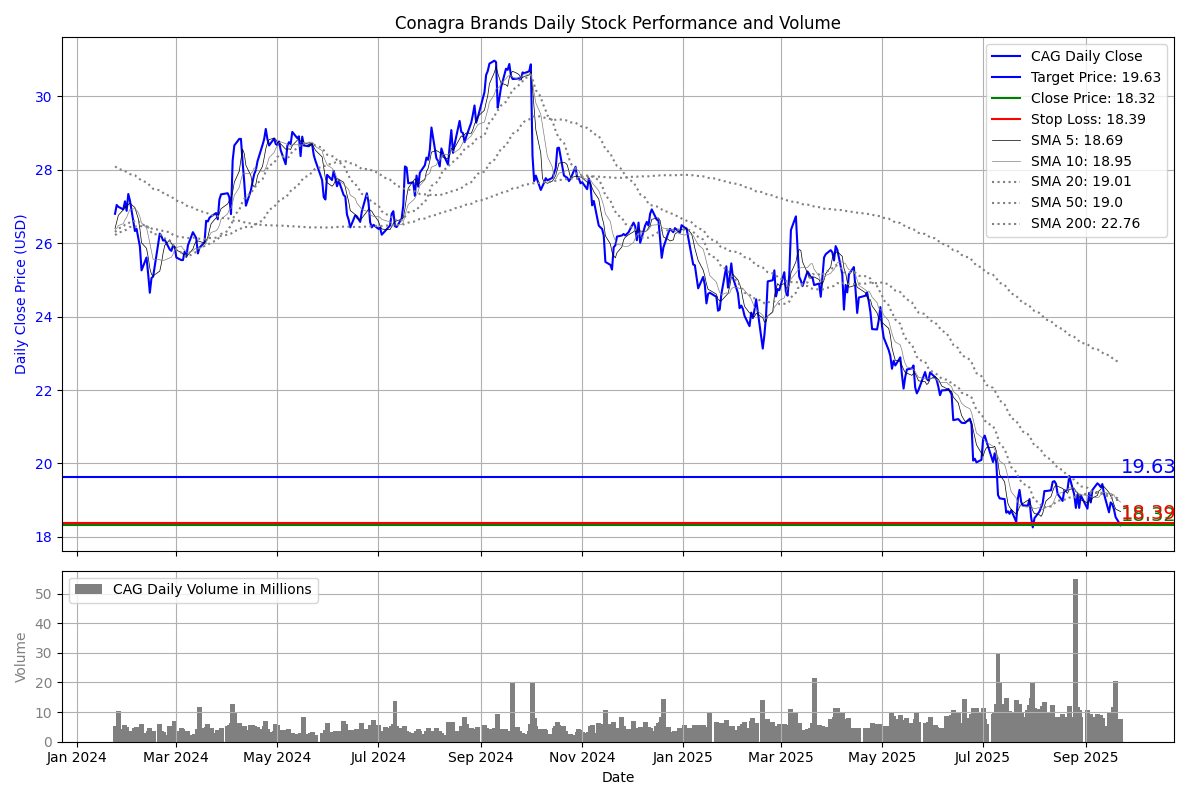 Conagra Brands Daily Stock Performance and Volume
Daily Close Price (USD)
30
28
26
24
22
20
18
CAG Daily Close
Target Price: 19.63
Close Price: 18.32
Stop Loss: 18.39
SMA 5: 18.69
SMA 10: 18.95
SMA 20: 19.01
SMA 50: 19.0
SMA 200: 22.76
19.63
18.39
18.32
Volume
50
40
30
20
10
0
CAG Daily Volume in Millions
Jan 2024
Mar 2024
May 2024
Jul 2024
Sep 2024
Nov 2024
Jan 2025
Mar 2025
May 2025
Jul 2025
Sep 2025
Date